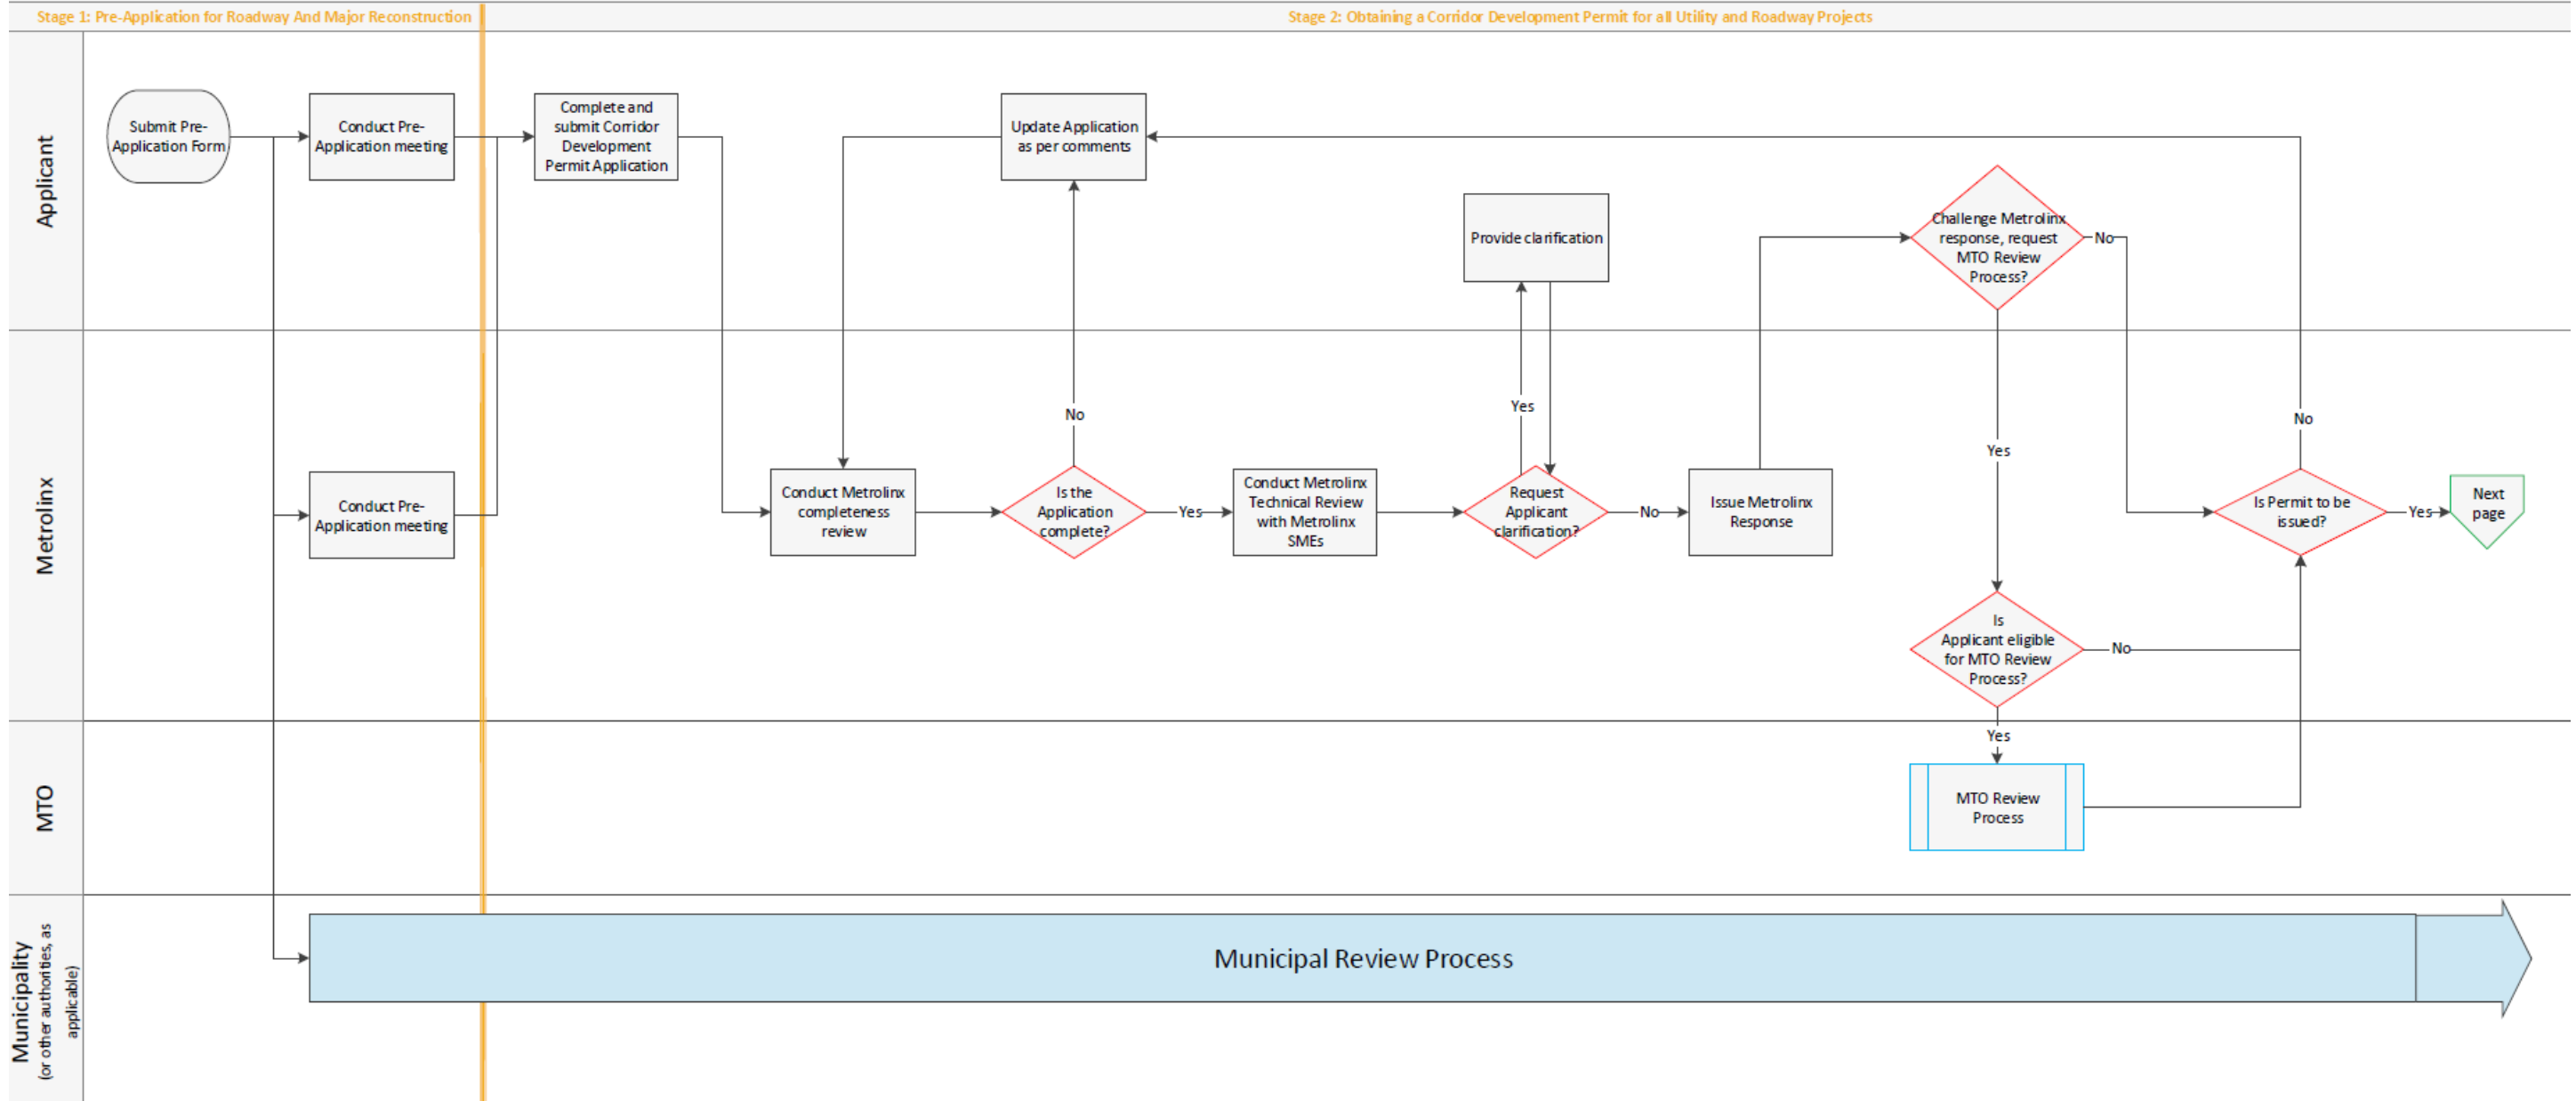 Stage 1: Pre-Application for Roadway And Major Reconstruction
Stage 2: Obtaining a Corridor Development Permit for all Utility and Roadway Projects
Applicant
Submit Pre-
Application Form
Conduct Pre-
Application meeting
Complete and
submit Corridor
Development
Permit Application
Update Application
as per comments
Provide clarification
Challenge Metrolinx
response, request
MTO Review
Process?
No
Metrolinx
Conduct Pre-
Application meeting
Conduct Metrolinx
completeness
review
No
Is the
Application
complete?
Yes
Conduct Metrolinx
Technical Review
with Metrolinx
SMEs
Yes
Request
Applicant
clarification?
No
Issue Metrolinx
Response
Yes
Is
Applicant eligible
for MTO Review
Process?
No
No
Is Permit to be
issued?
Yes
Next
page
MTO
Yes
MTO Review
Process
Municipality
(or other authorities, as
applicable)
Municipal Review Process